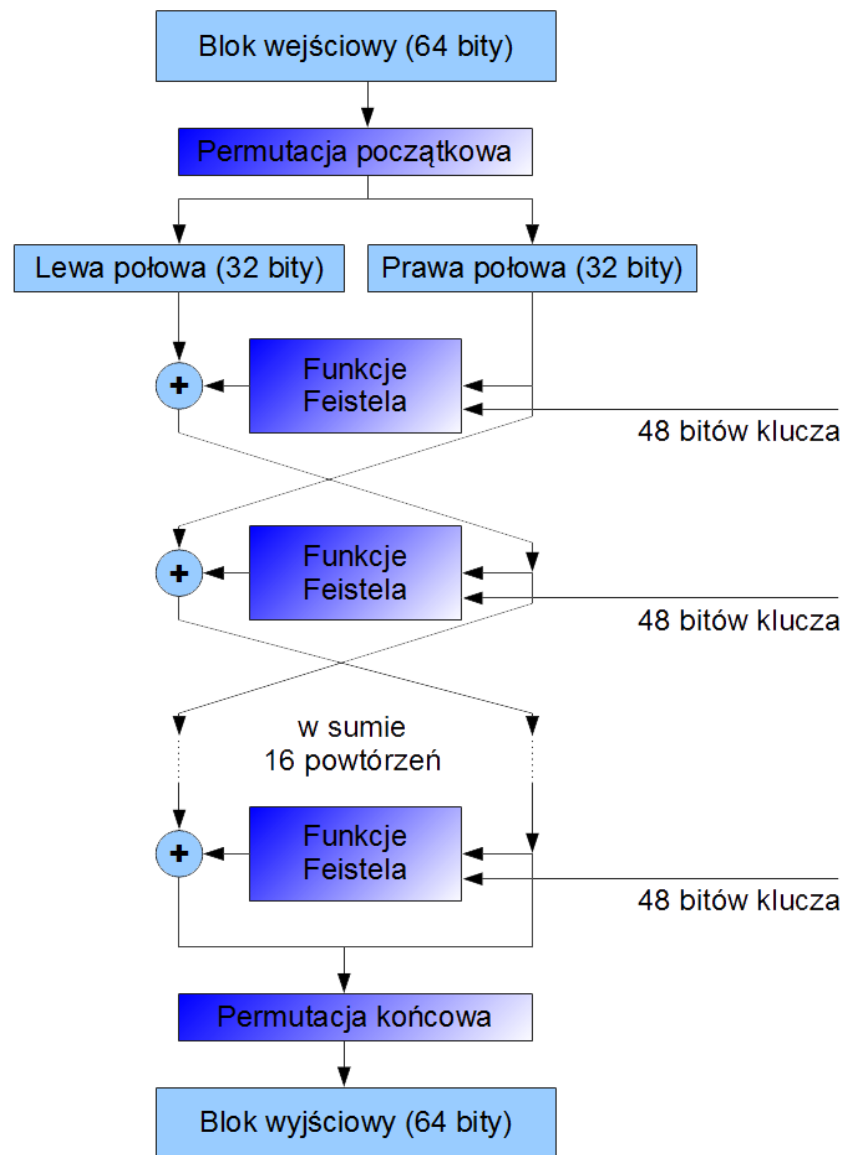 Blok wejściowy (64 bity)
Permutacja początkowa
Lewa połowa (32 bity)
Prawa połowa (32 bity)
Funkcje
Feistela
48 bitów klucza
Funkcje
Feistela
48 bitów klucza
w sumie
16 powtórzeń
Funkcje
Feistela
48 bitów klucza
Permutacja końcowa
Blok wyjściowy (64 bity)